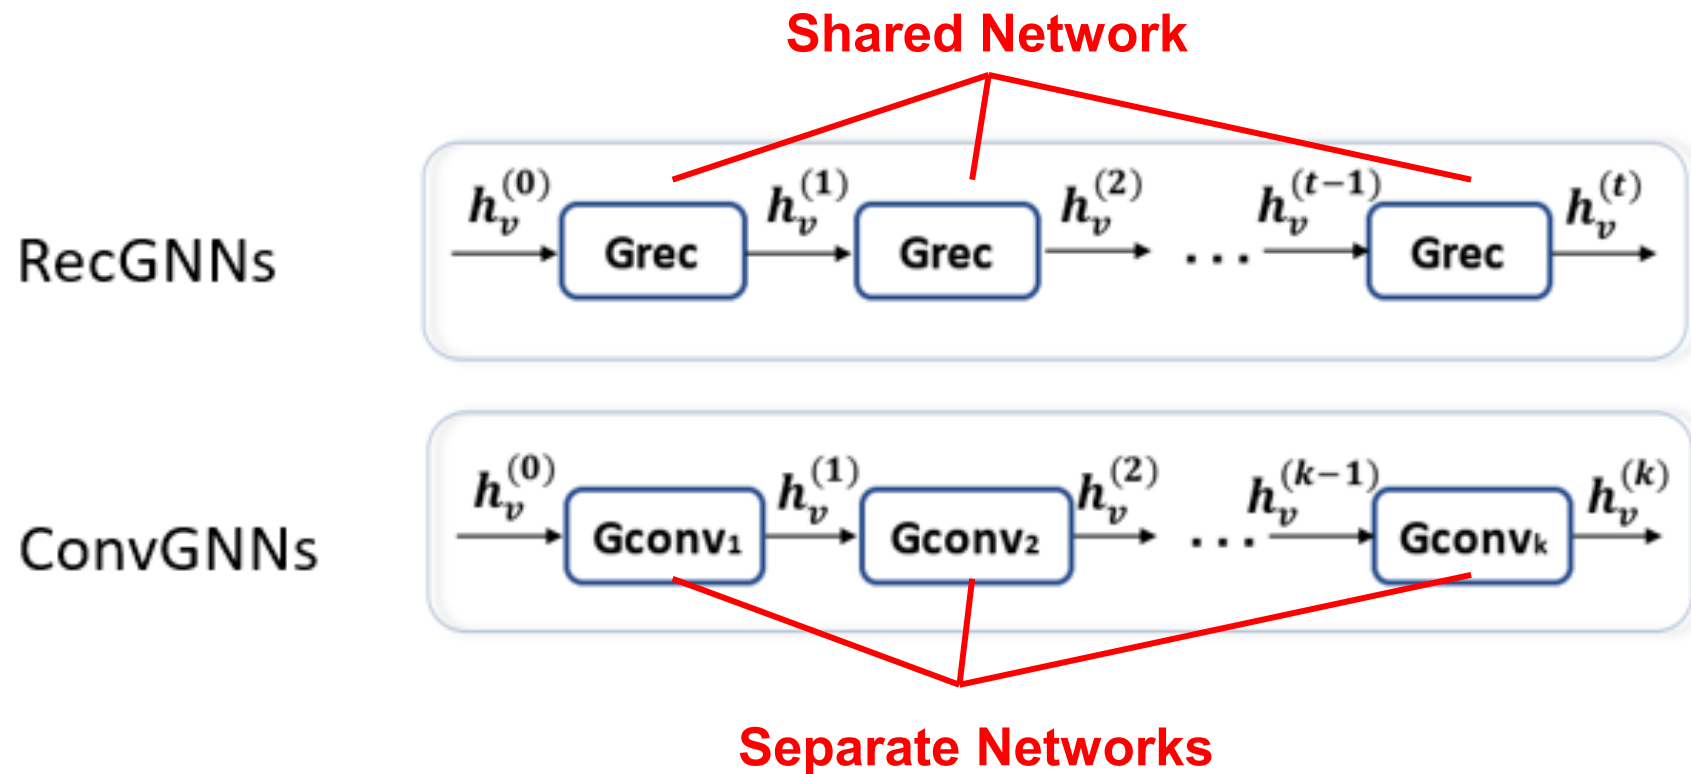 Shared Network
RecGNNs
h_v^(0) Grec h_v^(1) Grec h_v^(2) ... h_v^(t−1) Grec h_v^(t)
ConvGNNs
h_v^(0) Gconv₁ h_v^(1) Gconv₂ h_v^(2) ... h_v^(k−1) Gconvₖ h_v^(k)
Separate Networks